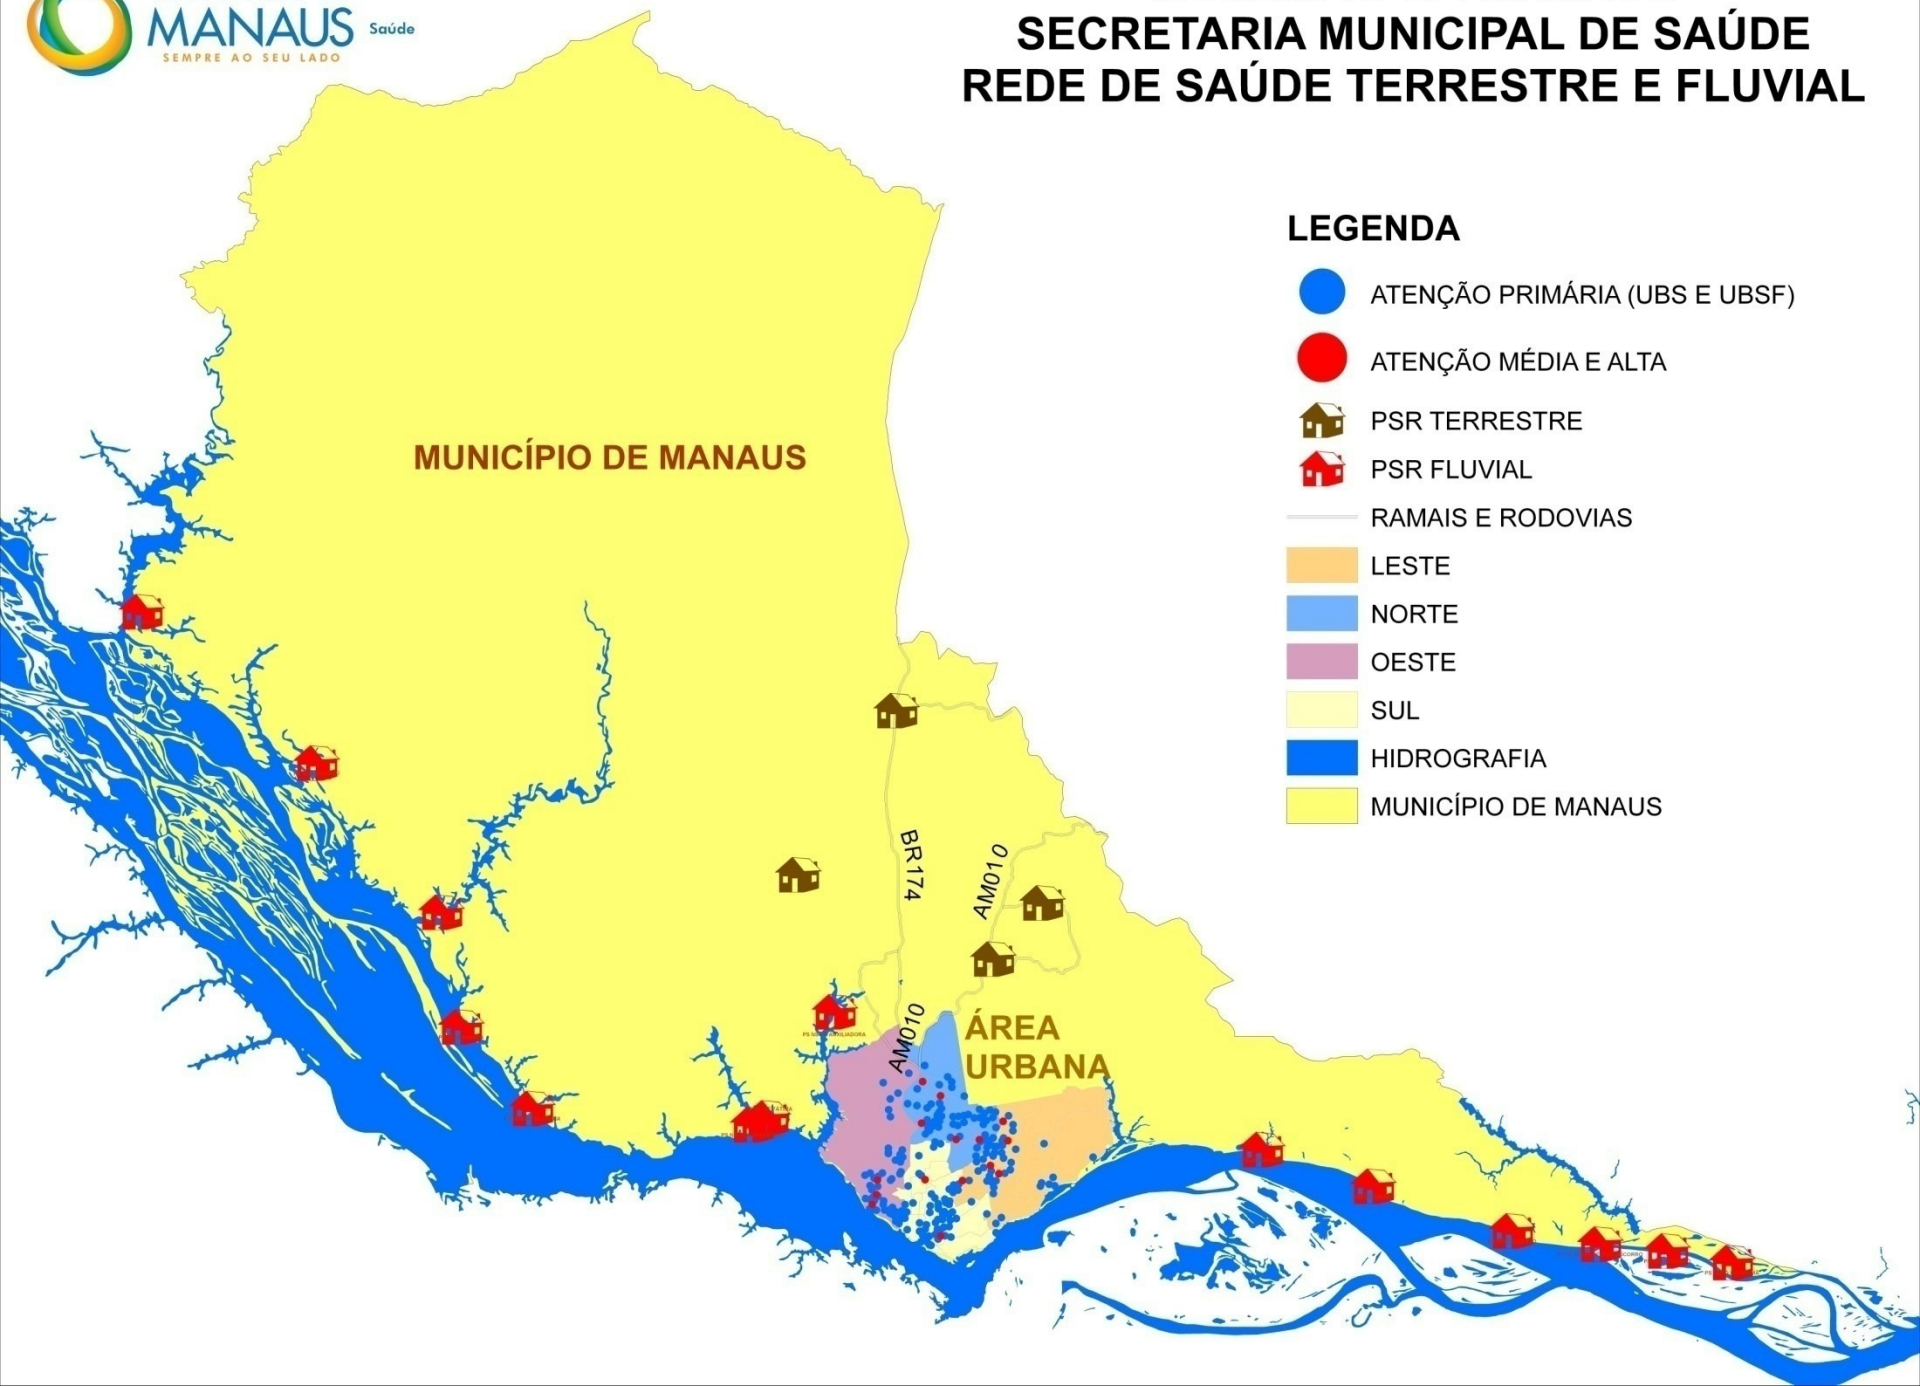 MANAUS Saúde
SEMPRE AO SEU LADO
SECRETARIA MUNICIPAL DE SAÚDE
REDE DE SAÚDE TERRESTRE E FLUVIAL
LEGENDA
ATENÇÃO PRIMÁRIA (UBS E UBSF)
ATENÇÃO MÉDIA E ALTA
PSR TERRESTRE
PSR FLUVIAL
RAMAIS E RODOVIAS
LESTE
NORTE
OESTE
SUL
HIDROGRAFIA
MUNICÍPIO DE MANAUS
MUNICÍPIO DE MANAUS
BR174
AM010
AM010
ÁREA
URBANA